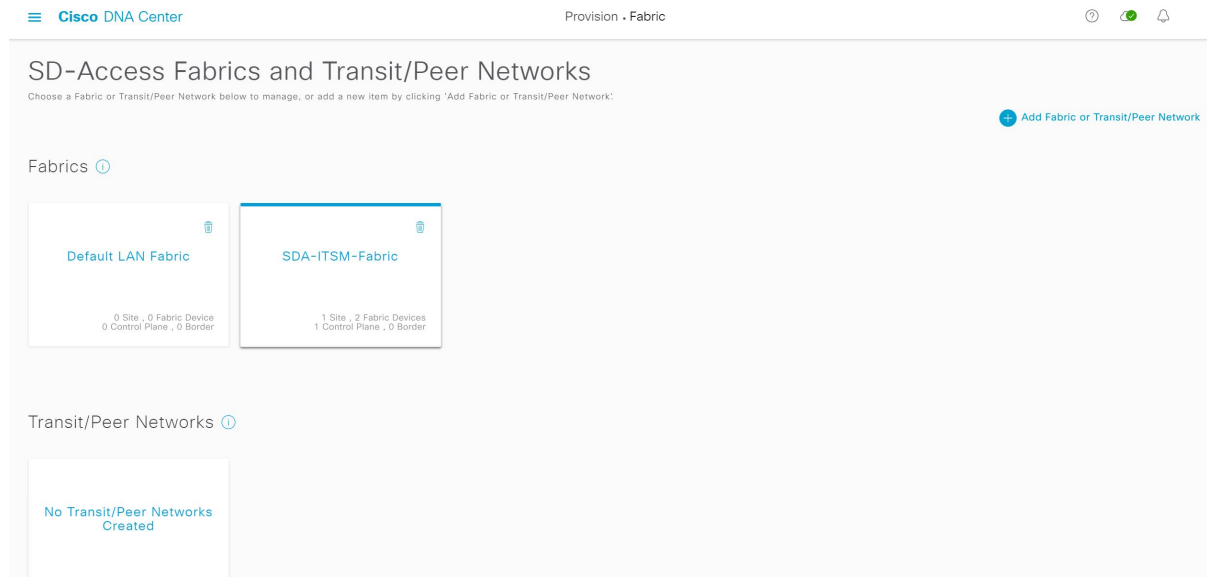 Cisco DNA Center
Provision • Fabric
SD-Access Fabrics and Transit/Peer Networks
Choose a Fabric or Transit/Peer Network below to manage, or add a new item by clicking 'Add Fabric or Transit/Peer Network'.
Add Fabric or Transit/Peer Network
Fabrics
Default LAN Fabric
0 Site , 0 Fabric Device
0 Control Plane , 0 Border
SDA-ITSM-Fabric
1 Site , 2 Fabric Devices
1 Control Plane , 0 Border
Transit/Peer Networks
No Transit/Peer Networks
Created